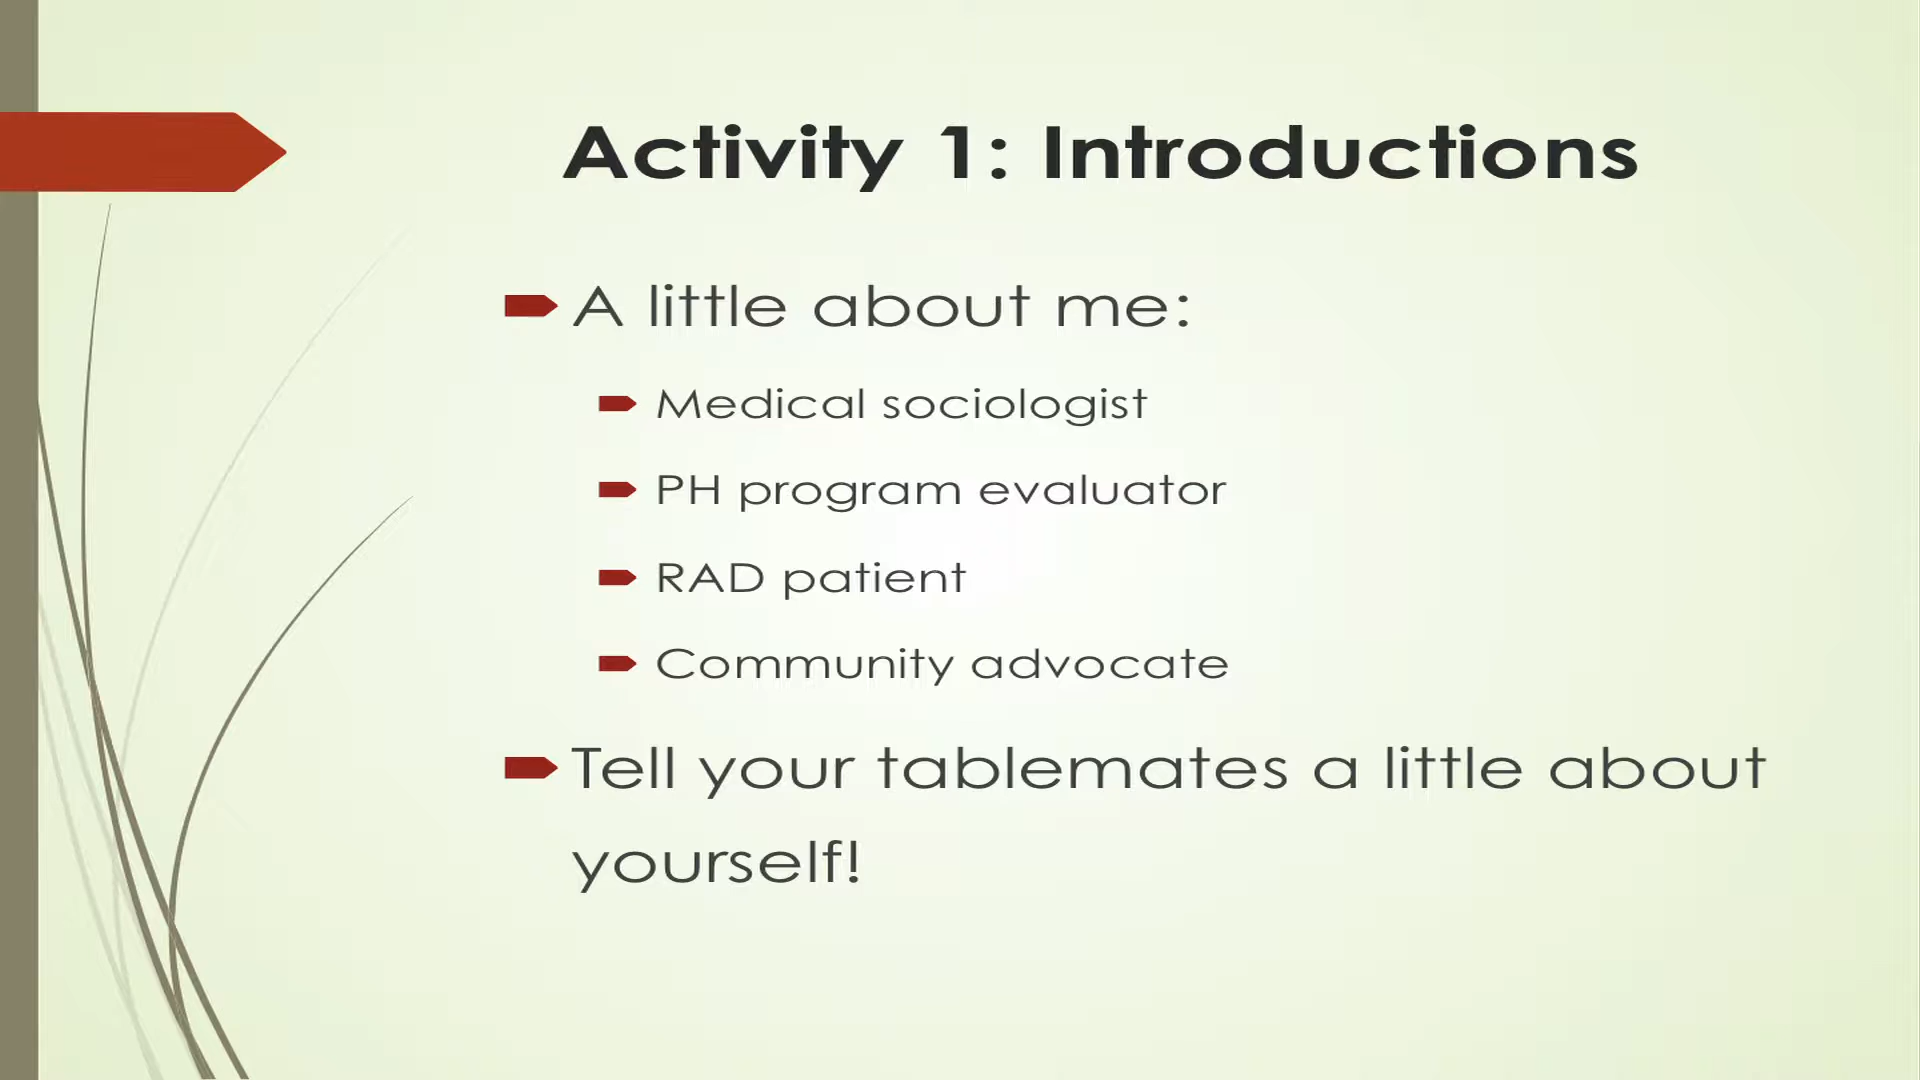 Activity 1: Introductions
A little about me:
Medical sociologist
PH program evaluator
RAD patient
Community advocate
Tell your tablemates a little about
yourself!